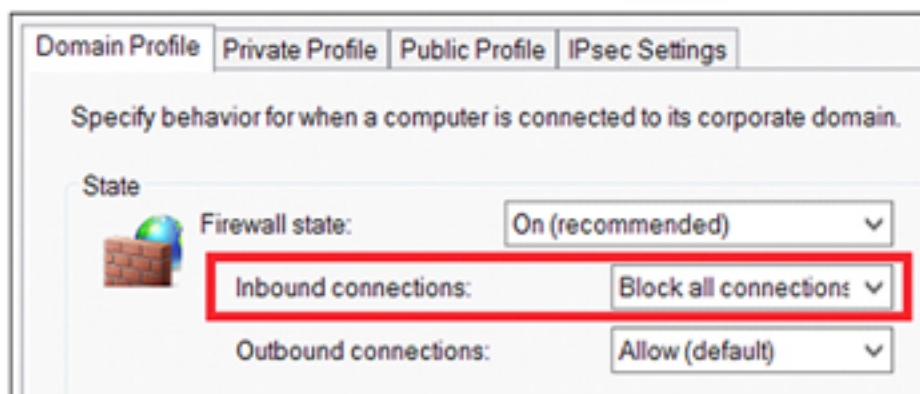 Domain Profile Private Profile Public Profile IPsec Settings
Specify behavior for when a computer is connected to its corporate domain.
State
Firewall state: On (recommended)
Inbound connections: Block all connections
Outbound connections: Allow (default)